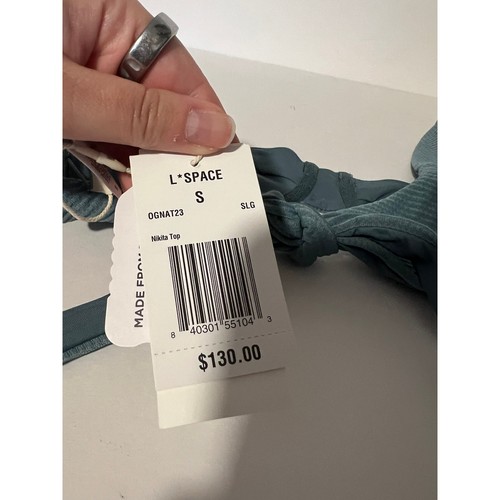 L*SPACE
S
OGNAT23 SLG
Nikita Top
8 40301 55104 3
$130.00
MADE FROM